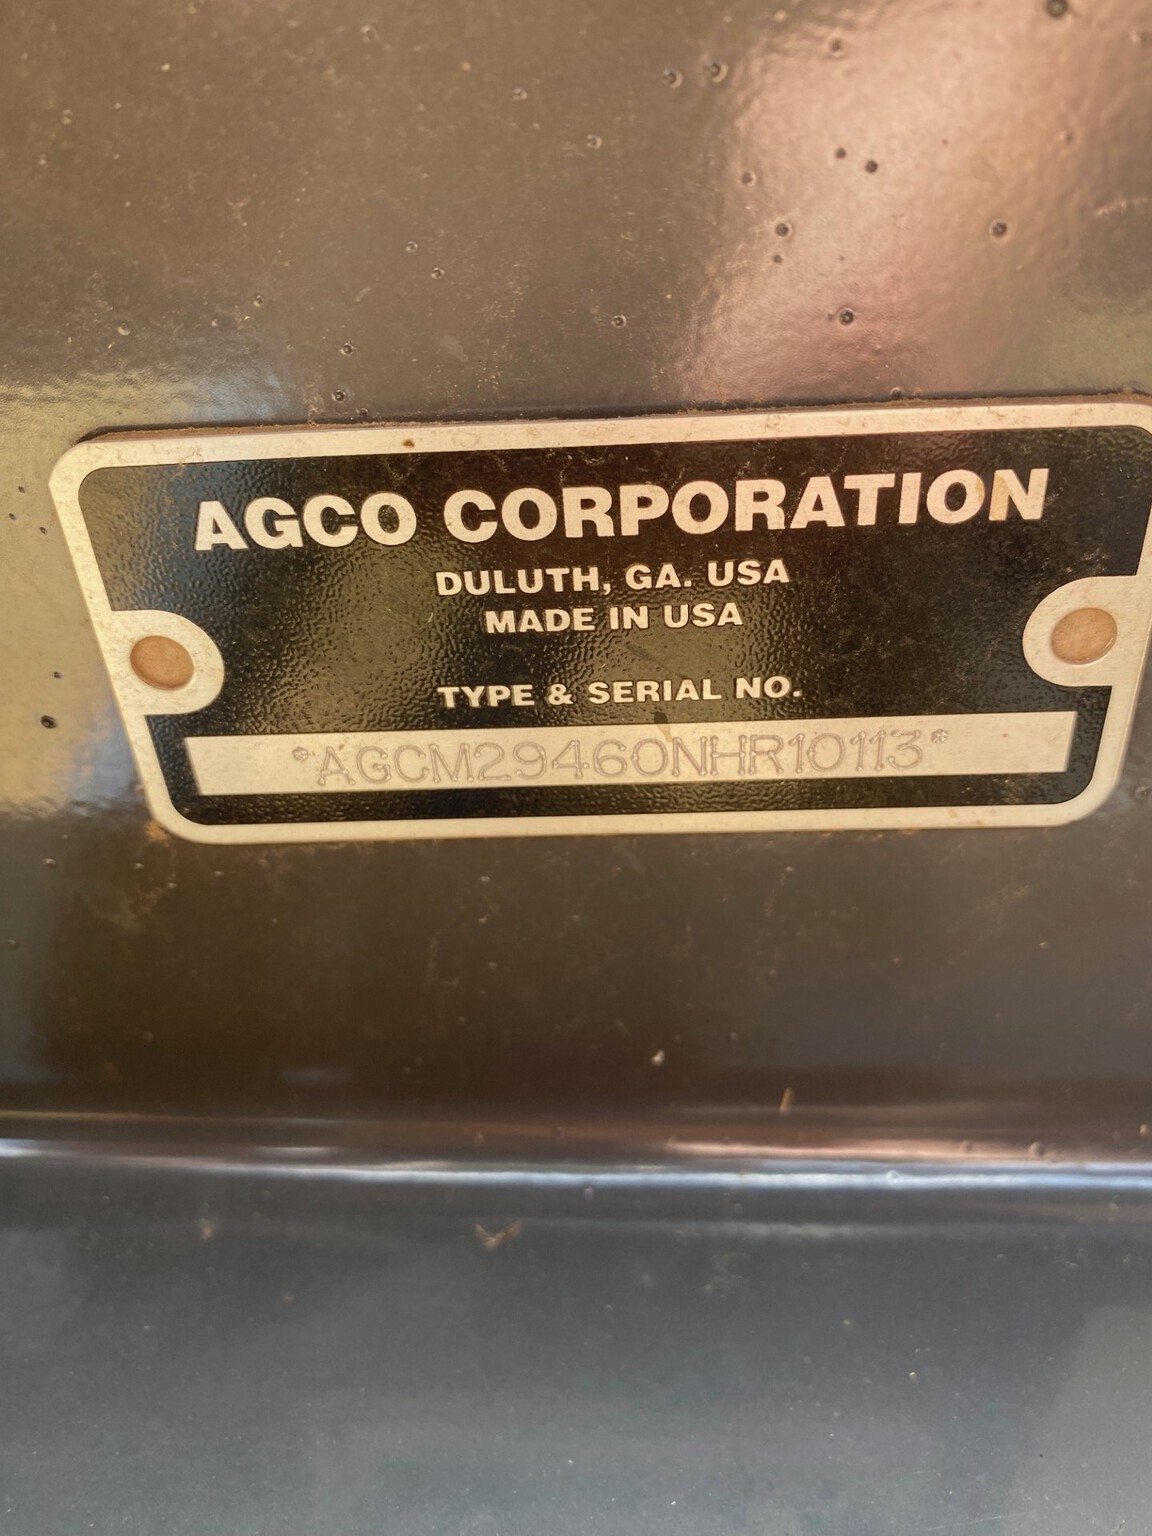 AGCO CORPORATION
DULUTH, GA. USA
MADE IN USA
TYPE & SERIAL NO.
*AGCM29460NHR10113*